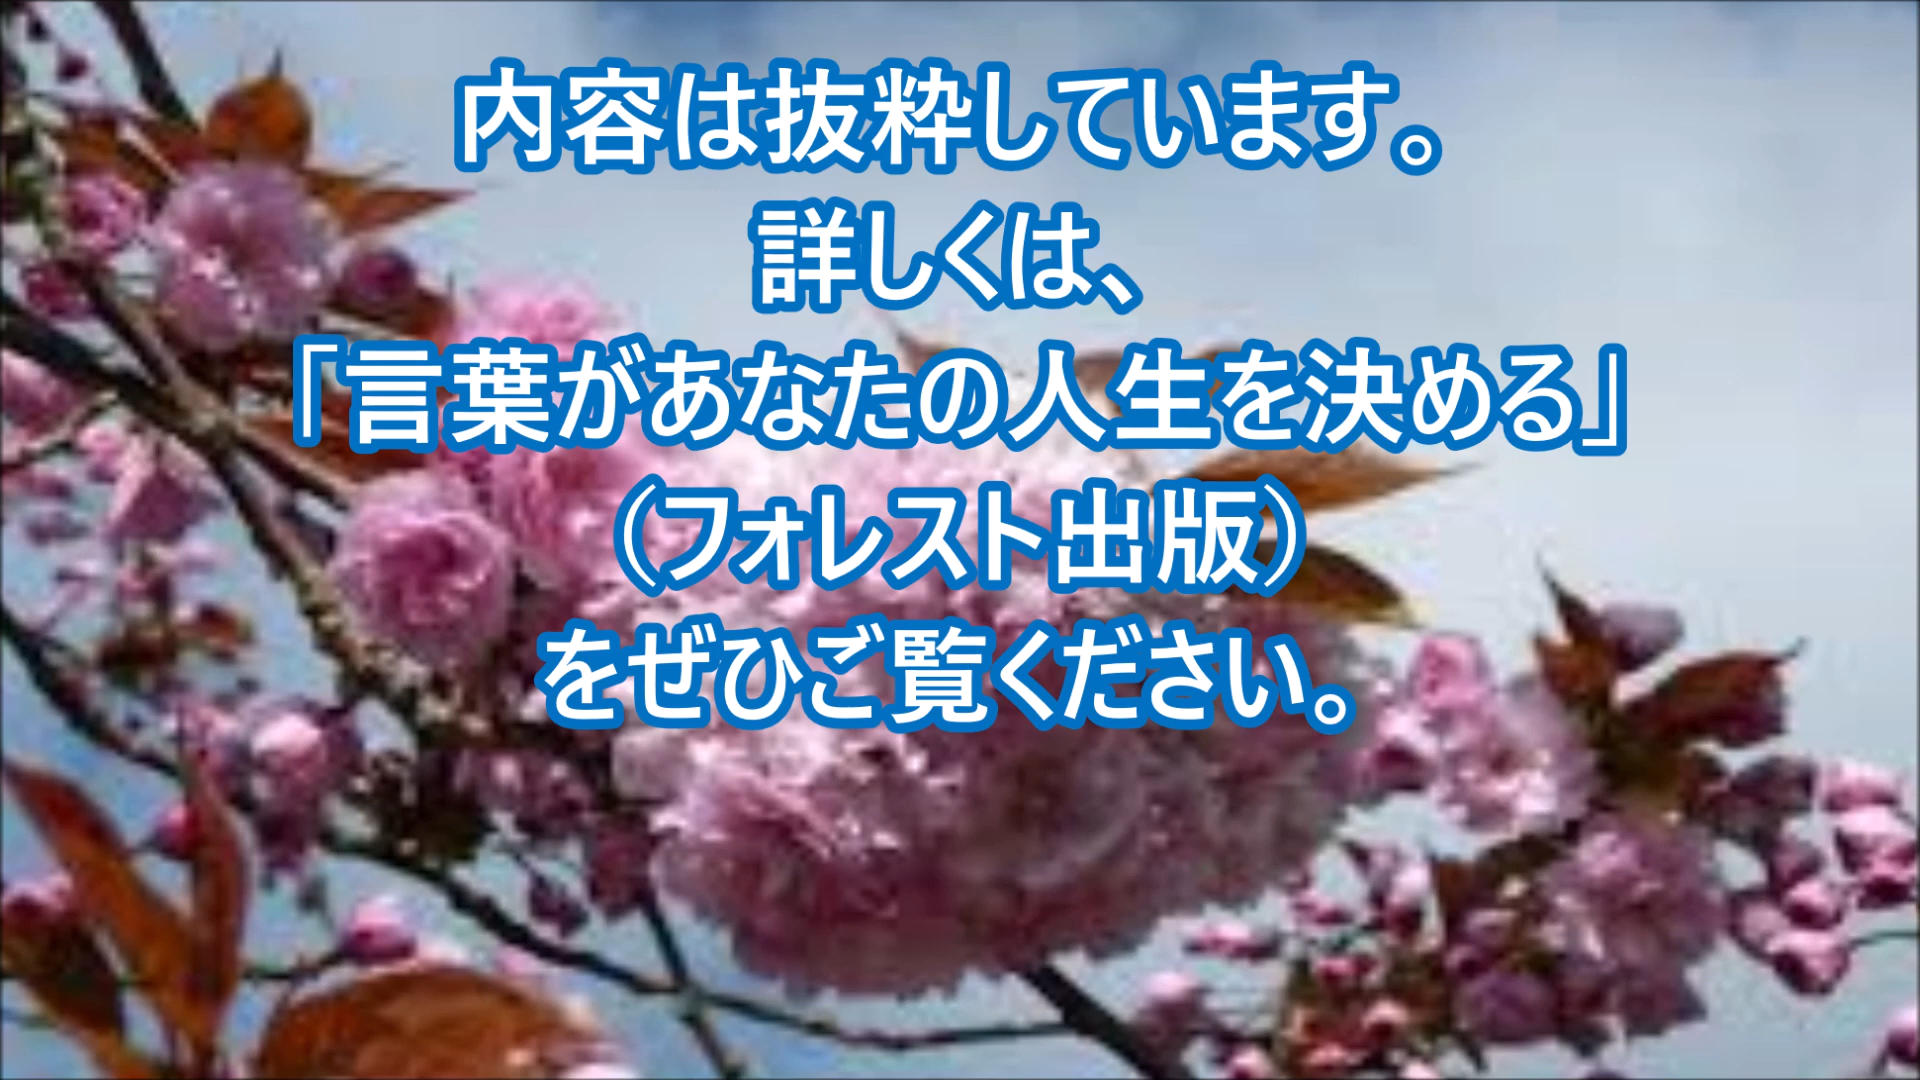 内容は抜粋しています。
詳しくは、
「言葉があなたの人生を決める」
（フォレスト出版）
をぜひご覧ください。